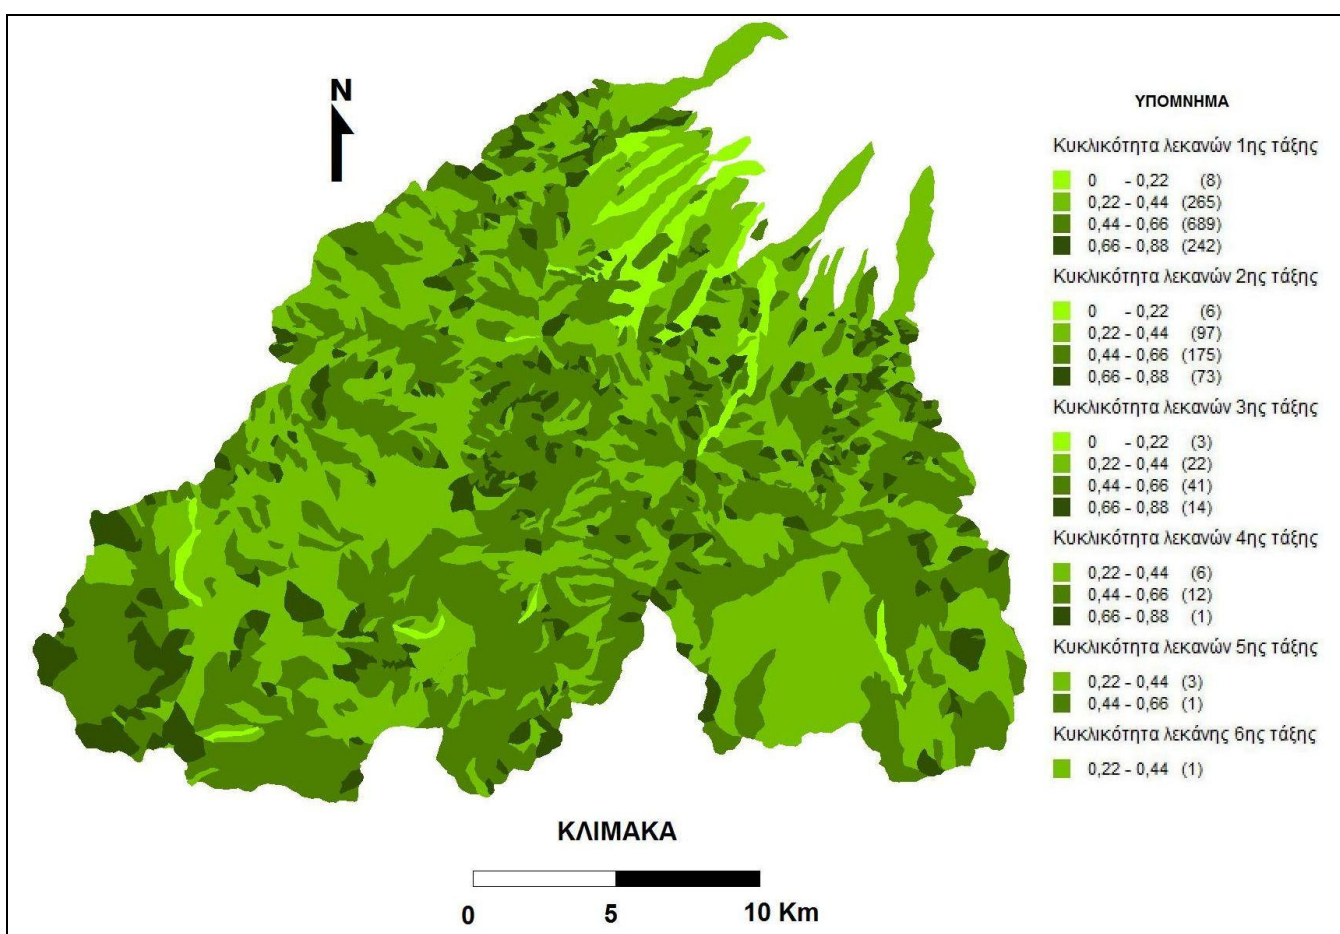 N
ΥΠΟΜΝΗΜΑ
Κυκλικότητα λεκανών 1ης τάξης
0 - 0,22 (8)
0,22 - 0,44 (265)
0,44 - 0,66 (689)
0,66 - 0,88 (242)
Κυκλικότητα λεκανών 2ης τάξης
0 - 0,22 (6)
0,22 - 0,44 (97)
0,44 - 0,66 (175)
0,66 - 0,88 (73)
Κυκλικότητα λεκανών 3ης τάξης
0 - 0,22 (3)
0,22 - 0,44 (22)
0,44 - 0,66 (41)
0,66 - 0,88 (14)
Κυκλικότητα λεκανών 4ης τάξης
0,22 - 0,44 (6)
0,44 - 0,66 (12)
0,66 - 0,88 (1)
Κυκλικότητα λεκανών 5ης τάξης
0,22 - 0,44 (3)
0,44 - 0,66 (1)
Κυκλικότητα λεκάνης 6ης τάξης
0,22 - 0,44 (1)
ΚΛΙΜΑΚΑ
0 5 10 Km